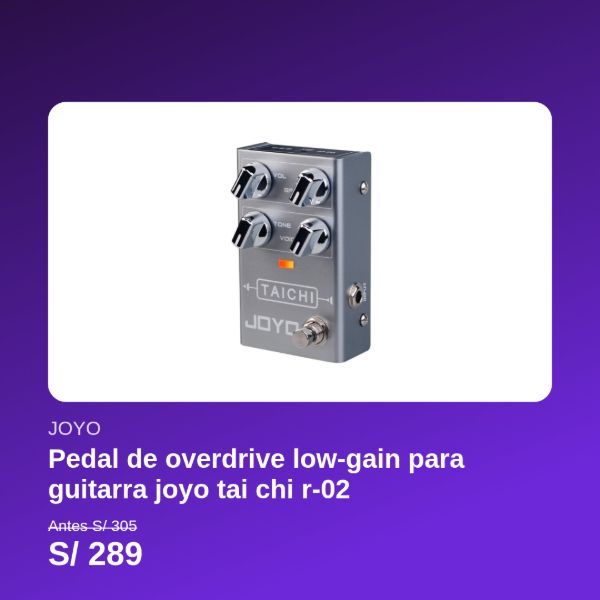 VOL
TONE
TAICHI
INPUT
JOYO
JOYO
Pedal de overdrive low-gain para
guitarra joyo tai chi r-02
Antes S/ 305
S/ 289